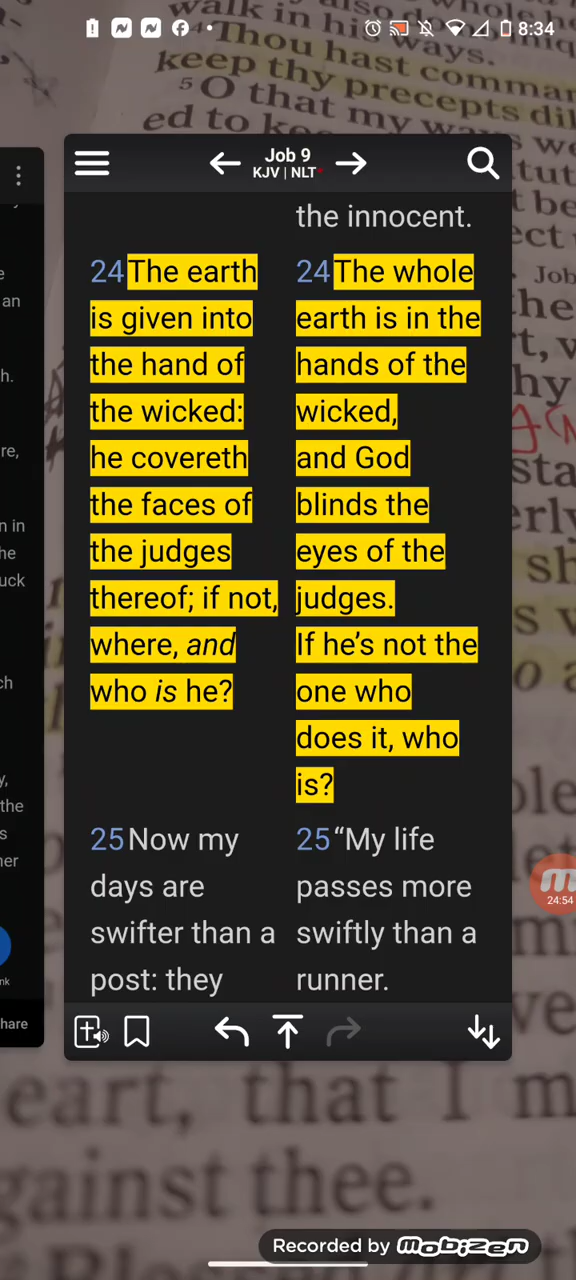 walk in his ways.
Thou hast
keep thy precepts
5 O that my
ed to
8:34
Job 9
KJV | NLT
the innocent.
24 The earth
is given into
the hand of
the wicked:
he covereth
the faces of
the judges
thereof; if not,
where, and
who is he?
24 The whole
earth is in the
hands of the
wicked,
and God
blinds the
eyes of the
judges.
If he’s not the
one who
does it, who
is?
25 Now my
days are
swifter than a
post: they
25 “My life
passes more
swiftly than a
runner.
24:54
eart, that I
gainst thee.
Recorded by mobizen